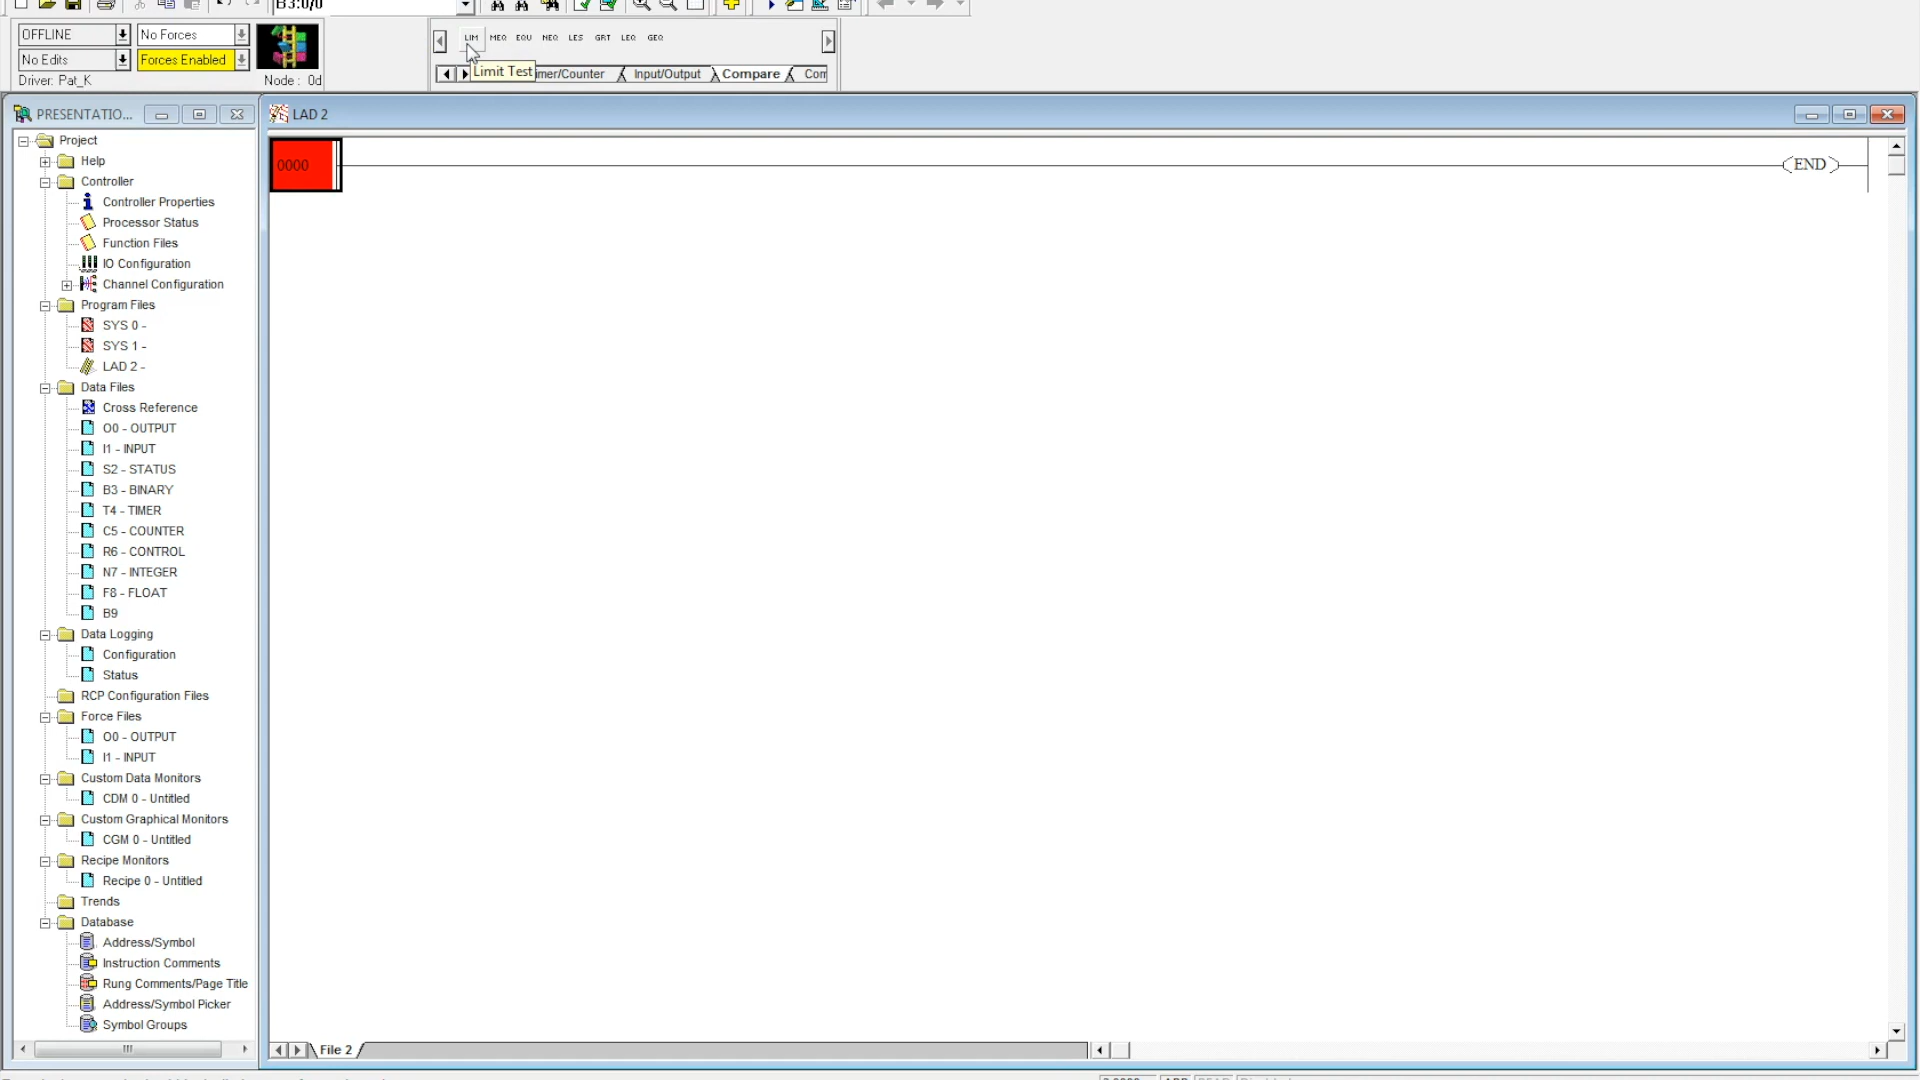 B3:0/0
OFFLINE
No Forces
No Edits
Forces Enabled
Driver: Pat_K
Node : 0d
LIM MEQ EQU NEQ LES GRT LEQ GEQ
Limit Test
imer/Counter
Input/Output
Compare
Com
PRESENTATIO...
LAD 2
Project
Help
Controller
Controller Properties
Processor Status
Function Files
IO Configuration
Channel Configuration
Program Files
SYS 0 -
SYS 1 -
LAD 2 -
Data Files
Cross Reference
O0 - OUTPUT
I1 - INPUT
S2 - STATUS
B3 - BINARY
T4 - TIMER
C5 - COUNTER
R6 - CONTROL
N7 - INTEGER
F8 - FLOAT
B9
Data Logging
Configuration
Status
RCP Configuration Files
Force Files
O0 - OUTPUT
I1 - INPUT
Custom Data Monitors
CDM 0 - Untitled
Custom Graphical Monitors
CGM 0 - Untitled
Recipe Monitors
Recipe 0 - Untitled
Trends
Database
Address/Symbol
Instruction Comments
Rung Comments/Page Title
Address/Symbol Picker
Symbol Groups
0000
END
File 2